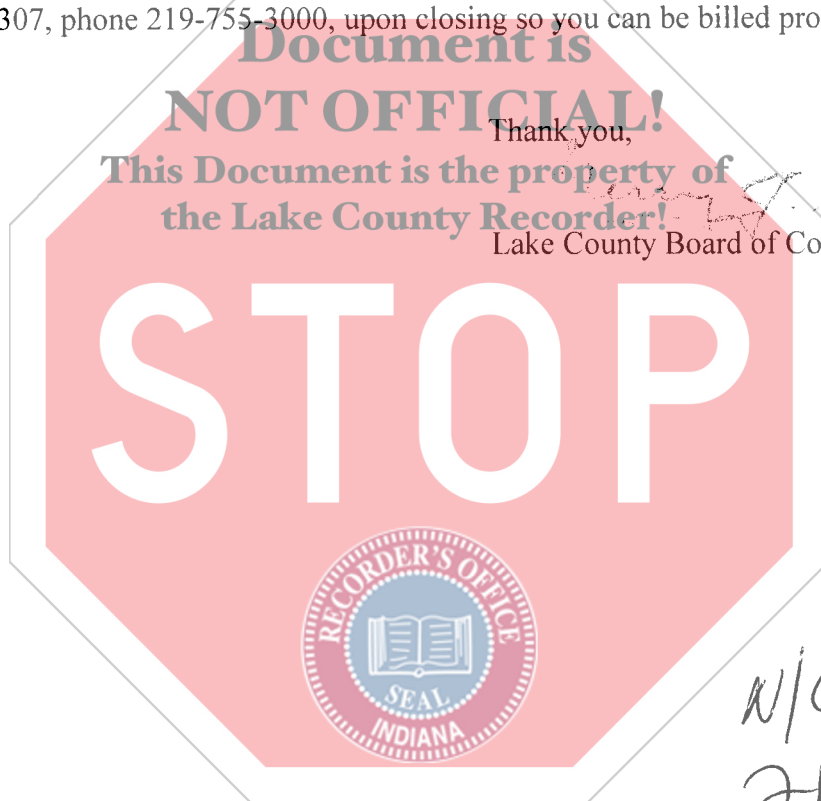 307, phone 219-755-3000, upon closing so you can be billed pro
Document is
NOT OFFICIAL!
Thank you,
This Document is the property of
the Lake County Recorder!
Lake County Board of Co
STOP
RECORDER'S OFFICE
SEAL
INDIANA
N/C